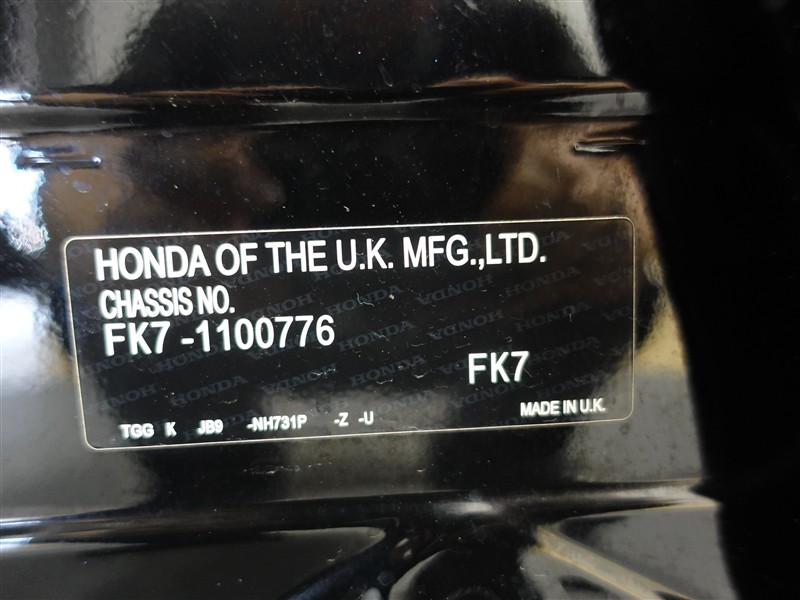 HONDA OF THE U.K. MFG.,LTD.
CHASSIS NO.
FK7 -1100776
FK7
TGG K JB9 -NH731P -Z -U
MADE IN U.K.